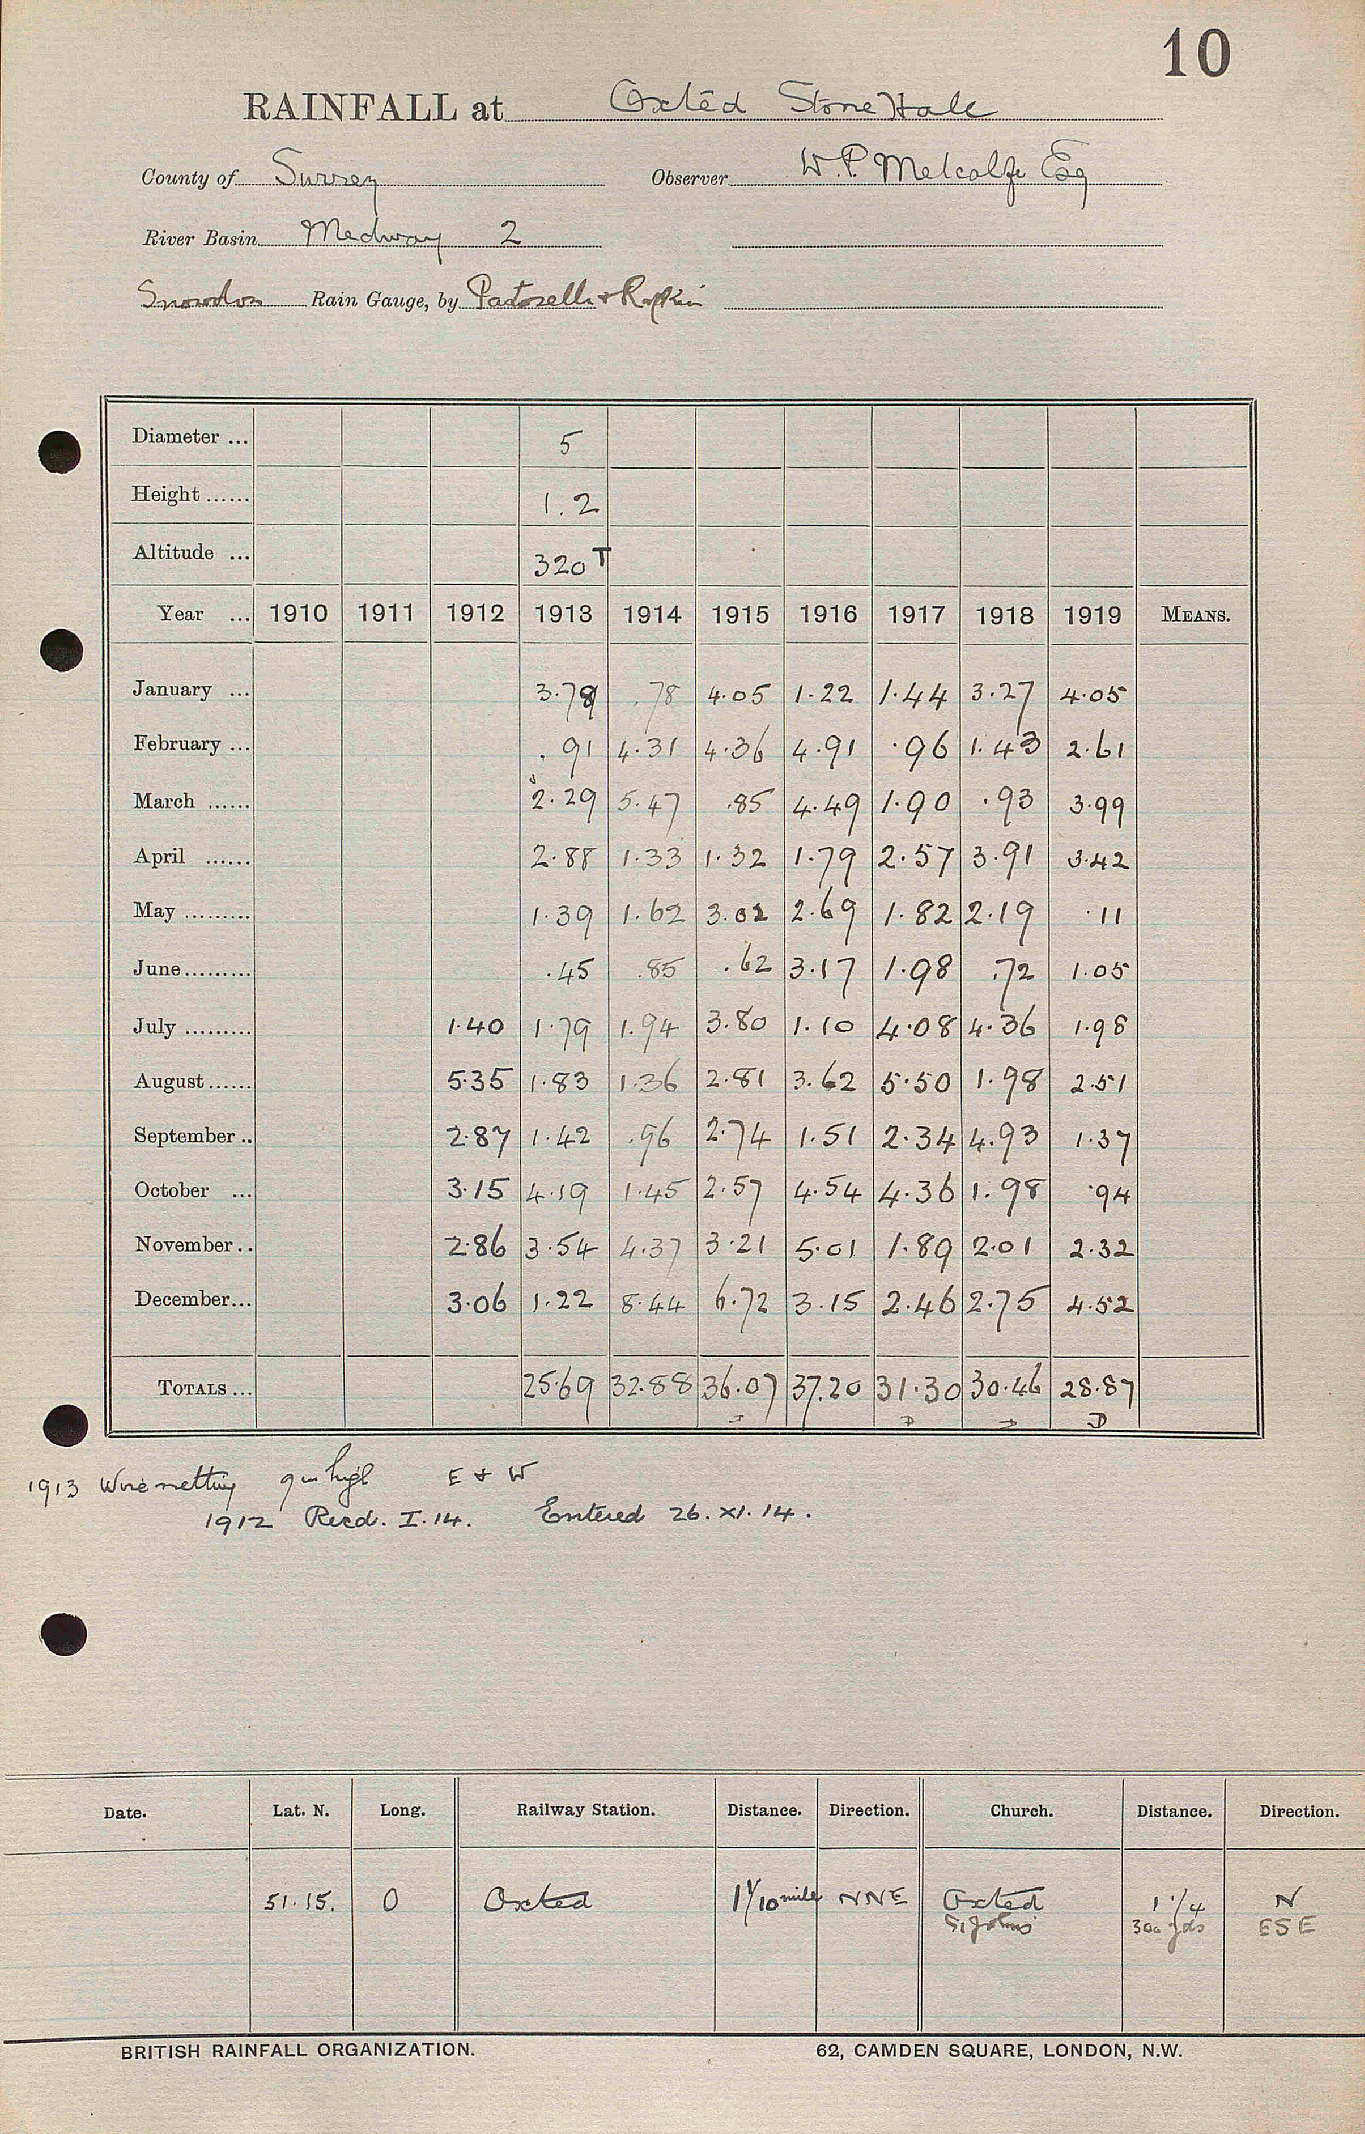 10
RAINFALL at Oxted Stone Hall
County of Surrey Observer W. P. Metcalfe Esq
River Basin Medway 2
Snowdon Rain Gauge, by Pastorelli & Rapkin
Diameter ... 5
Height ...... 1.2
Altitude ... 320 T
Year ... 1910 1911 1912 1913 1914 1915 1916 1917 1918 1919 MEANS.
January ... 3.78 .78 4.05 1.22 1.44 3.27 4.05
February ... .91 4.31 4.36 4.91 .96 1.43 2.61
March ...... 2.29 5.47 .85 4.49 1.90 .93 3.99
April ...... 2.88 1.33 1.32 1.79 2.57 3.91 3.42
May ......... 1.39 1.62 3.02 2.69 1.82 2.19 .11
June......... .45 .85 .62 3.17 1.98 .72 1.05
July ......... 1.40 1.79 1.94 3.80 1.10 4.08 4.36 1.98
August...... 5.35 1.83 1.36 2.81 3.62 5.50 1.98 2.51
September .. 2.87 1.42 .96 2.74 1.51 2.34 4.93 1.37
October ... 3.15 4.19 1.45 2.57 4.54 4.36 1.98 .94
November .. 2.86 3.54 4.37 3.21 5.01 1.89 2.01 2.32
December... 3.06 1.22 8.44 6.72 3.15 2.46 2.75 4.52
TOTALS ... 25.69 32.88 36.07 37.20 31.30 30.46 28.87
D
1913 Wire netting 9 in high E & W
1912 Recd. I.14. Entered 26.XI.14.
Date. Lat. N. Long. Railway Station. Distance. Direction. Church. Distance. Direction.
51.15. 0 Oxted 1 1/10 mile NNE Oxted 1 1/4 N
St Johns 300 yds ESE
BRITISH RAINFALL ORGANIZATION. 62, CAMDEN SQUARE, LONDON, N.W.